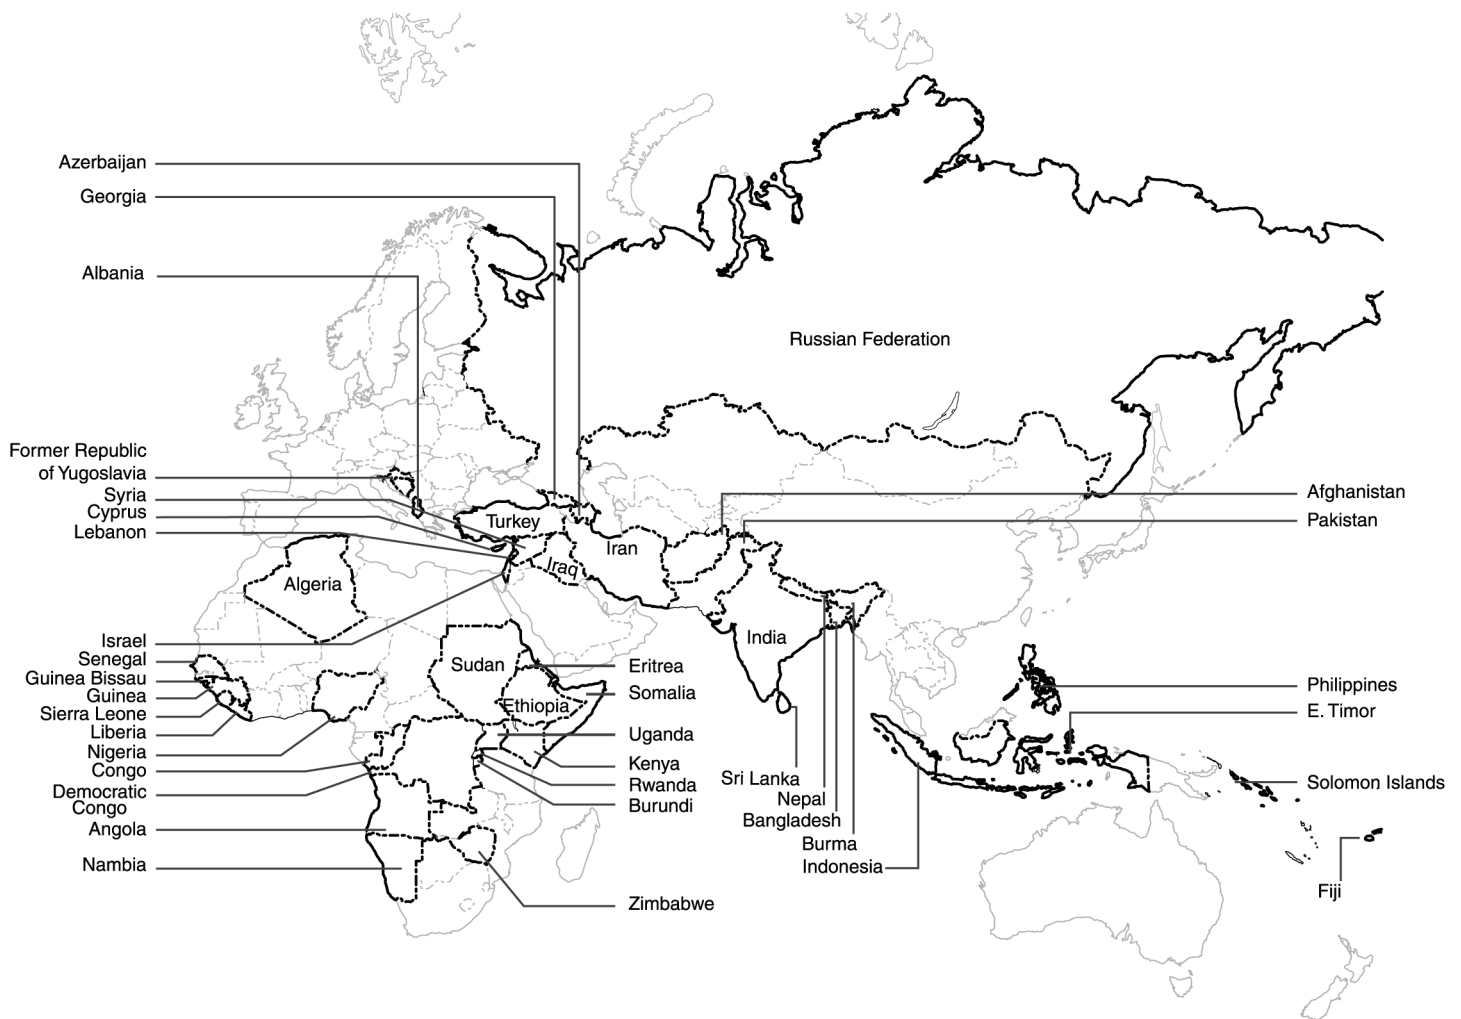 Azerbaijan
Georgia
Albania
Russian Federation
Former Republic
of Yugoslavia
Syria
Cyprus
Lebanon
Turkey
Iran
Iraq
Afghanistan
Pakistan
Algeria
India
Israel
Senegal
Guinea Bissau
Guinea
Sierra Leone
Liberia
Nigeria
Congo
Democratic
Congo
Angola
Nambia
Sudan
Ethiopia
Eritrea
Somalia
Uganda
Kenya
Rwanda
Burundi
Zimbabwe
Sri Lanka
Nepal
Bangladesh
Burma
Indonesia
Philippines
E. Timor
Solomon Islands
Fiji